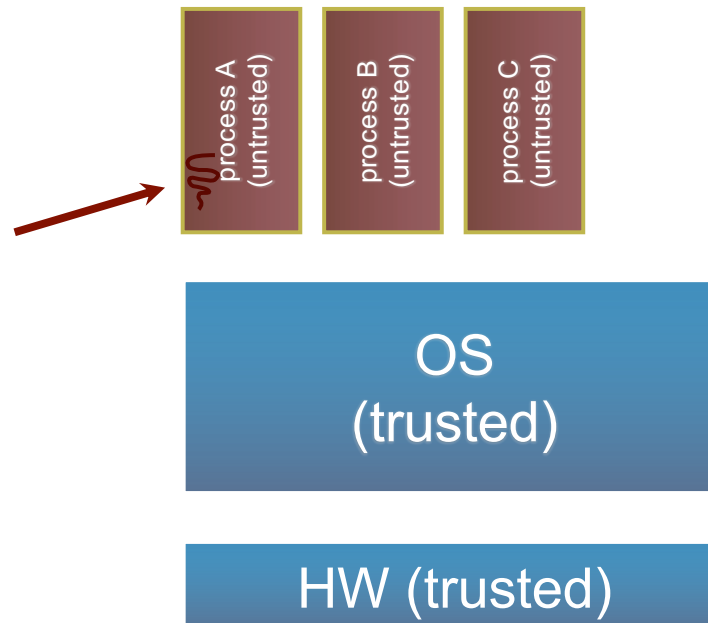 process A
(untrusted)
process B
(untrusted)
process C
(untrusted)
OS
(trusted)
HW (trusted)